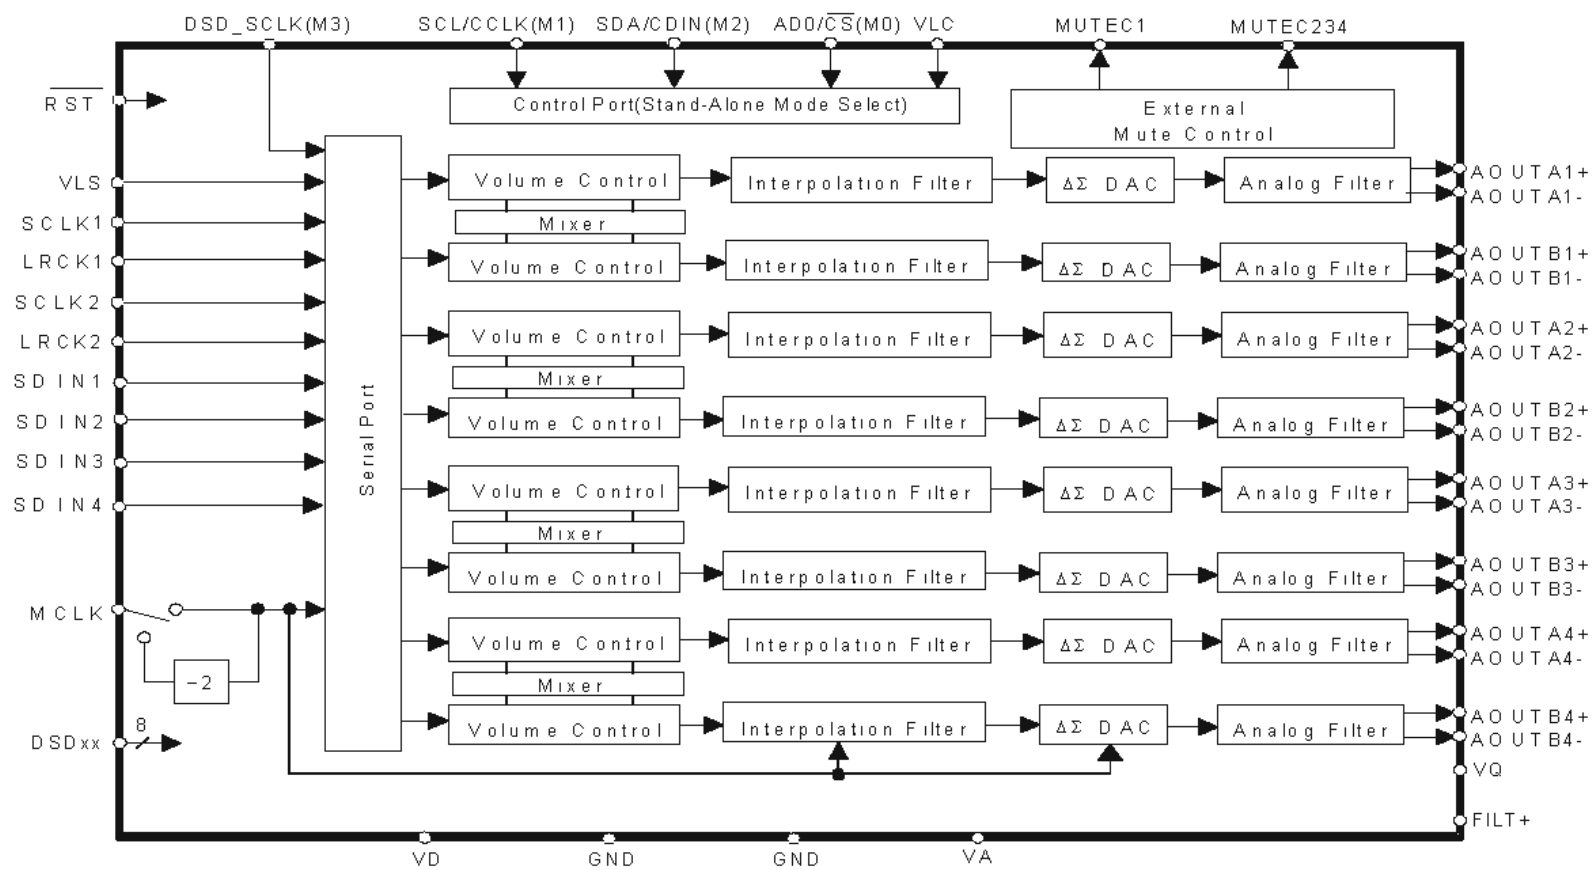 DSD_SCLK(M3) SCL/CCLK(M1) SDA/CDIN(M2) AD0/CS(M0) VLC MUTEC1 MUTEC234
RST
Control Port(Stand-Alone Mode Select)
External
Mute Control
VLS
SCLK1
LRCK1
SCLK2
LRCK2
SDIN1
SDIN2
SDIN3
SDIN4
MCLK
-2
8
DSDxx
Serial Port
Volume Control Interpolation Filter ΔΣ DAC Analog Filter AOUTA1+
AOUTA1-
Mixer
Volume Control Interpolation Filter ΔΣ DAC Analog Filter AOUTB1+
AOUTB1-
Volume Control Interpolation Filter ΔΣ DAC Analog Filter AOUTA2+
AOUTA2-
Mixer
Volume Control Interpolation Filter ΔΣ DAC Analog Filter AOUTB2+
AOUTB2-
Volume Control Interpolation Filter ΔΣ DAC Analog Filter AOUTA3+
AOUTA3-
Mixer
Volume Control Interpolation Filter ΔΣ DAC Analog Filter AOUTB3+
AOUTB3-
Volume Control Interpolation Filter ΔΣ DAC Analog Filter AOUTA4+
AOUTA4-
Mixer
Volume Control Interpolation Filter ΔΣ DAC Analog Filter AOUTB4+
AOUTB4-
VQ
FILT+
VD GND GND VA